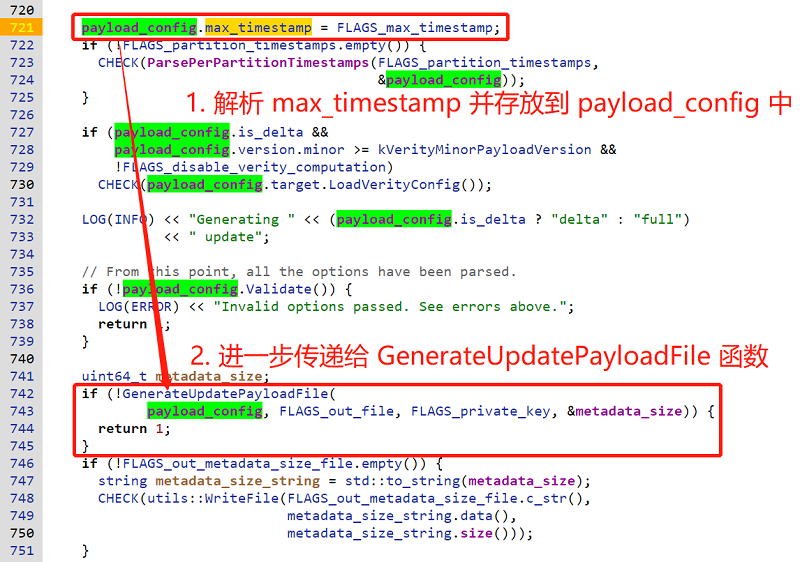 720
721 payload_config.max_timestamp = FLAGS_max_timestamp;
722 if (!FLAGS_partition_timestamps.empty()) {
723 CHECK(ParsePerPartitionTimestamps(FLAGS_partition_timestamps,
724 &payload_config));
725 }
1. 解析 max_timestamp 并存放到 payload_config 中
726
727 if (payload_config.is_delta &&
728 payload_config.version.minor >= kVerityMinorPayloadVersion &&
729 !FLAGS_disable_verity_computation)
730 CHECK(payload_config.target.LoadVerityConfig());
731
732 LOG(INFO) << "Generating " << (payload_config.is_delta ? "delta" : "full")
733 << " update";
734
735 // From this point, all the options have been parsed.
736 if (!payload_config.Validate()) {
737 LOG(ERROR) << "Invalid options passed. See errors above.";
738 return ;
739 }
740
2. 进一步传递给 GenerateUpdatePayloadFile 函数
741 uint64_t metadata_size;
742 if (!GenerateUpdatePayloadFile(
743 payload_config, FLAGS_out_file, FLAGS_private_key, &metadata_size)) {
744 return 1;
745 }
746 if (!FLAGS_out_metadata_size_file.empty()) {
747 string metadata_size_string = std::to_string(metadata_size);
748 CHECK(utils::WriteFile(FLAGS_out_metadata_size_file.c_str(),
749 metadata_size_string.data(),
750 metadata_size_string.size()));
751 }